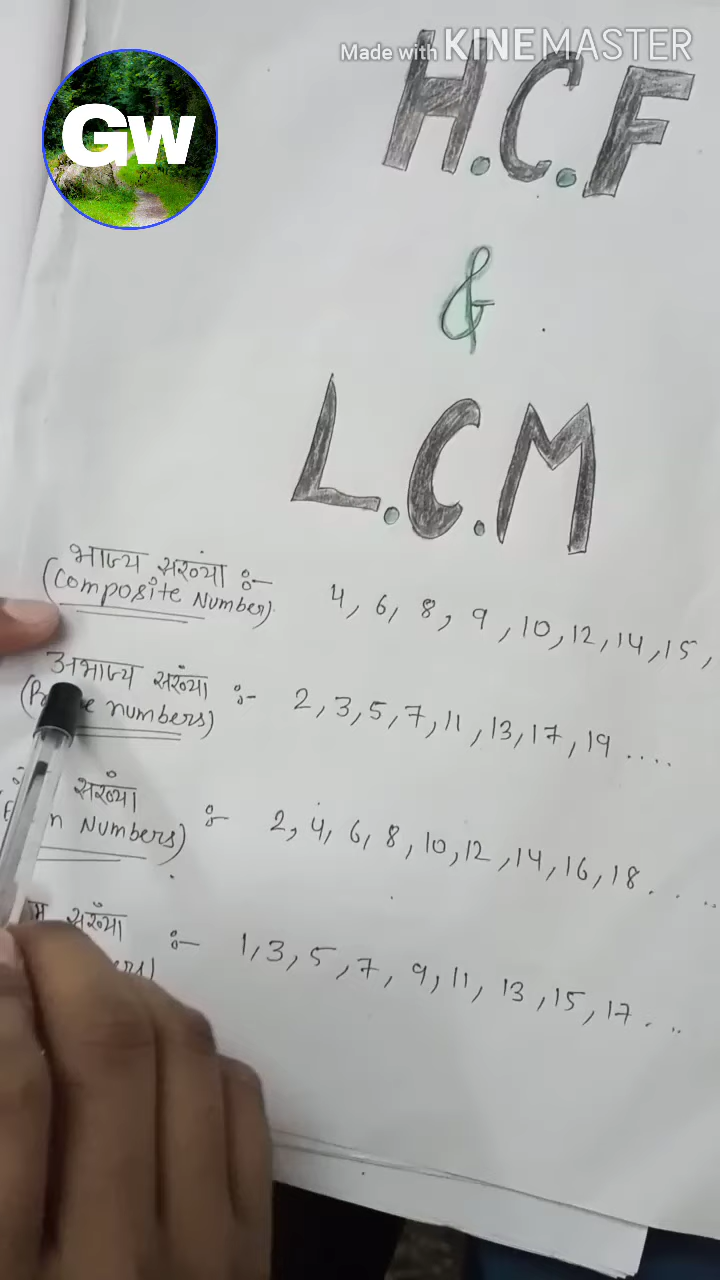 Made with KINEMASTER
GW
H.C.F
&
L.C.M
भाज्य संख्या :-
(Composite Number) 4, 6, 8, 9, 10, 12, 14, 15,
अभाज्य संख्या :- 2, 3, 5, 7, 11, 13, 17, 19 ....
numbers)
संख्या :- 2, 4, 6, 8, 10, 12, 14, 16, 18. . ...
Numbers)
संख्या :- 1, 3, 5, 7, 9, 11, 13, 15, 17. ..